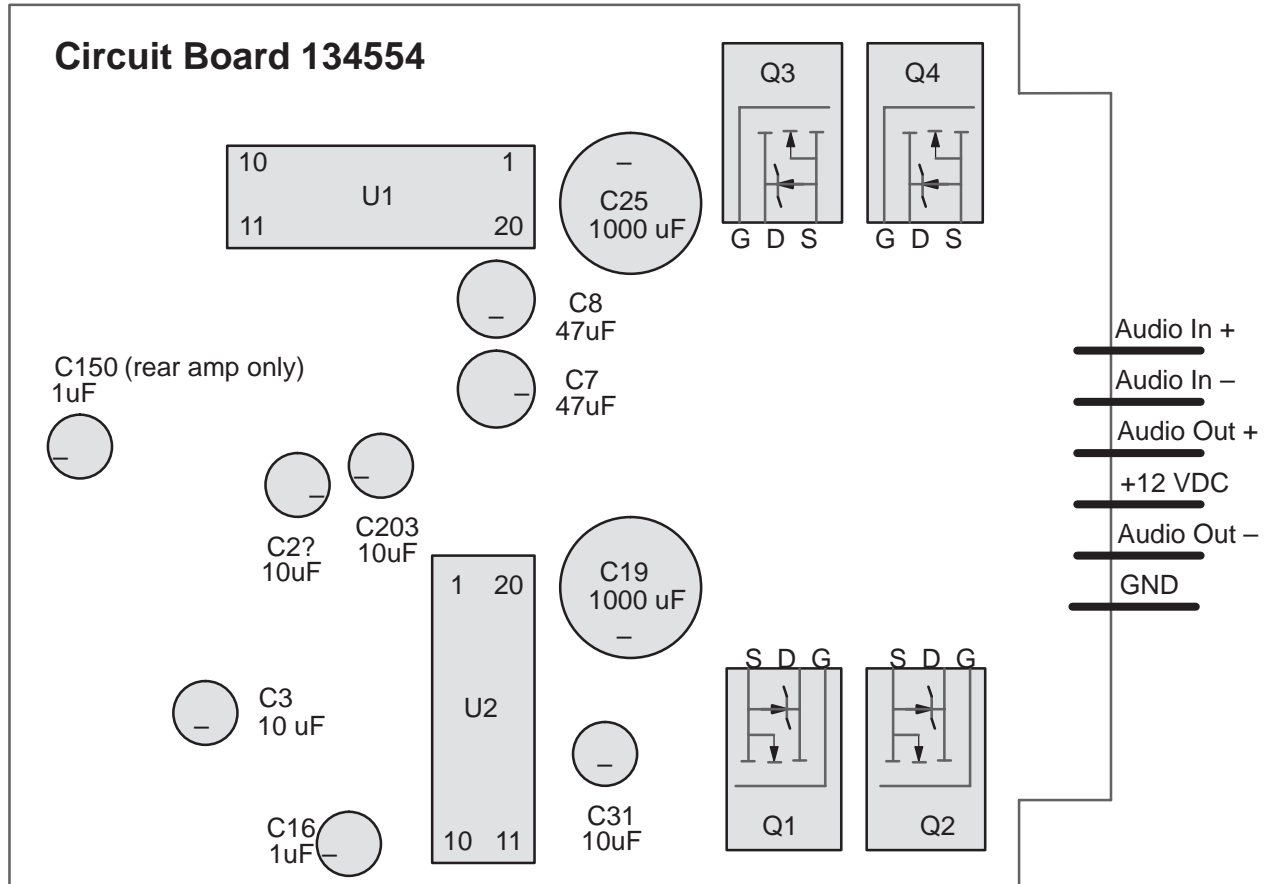 Circuit Board 134554
Q3
Q4
10 1
U1
11 20
–
C25
1000 uF
G D S
G D S
–
C8
47uF
–
C7
47uF
C150 (rear amp only)
1uF
–
–
C2?
10uF
–
C203
10uF
Audio In +
Audio In –
Audio Out +
+12 VDC
Audio Out –
GND
1 20
U2
10 11
C19
1000 uF
–
S D G
S D G
Q1
Q2
–
C3
10 uF
–
C31
10uF
C16
1uF
–